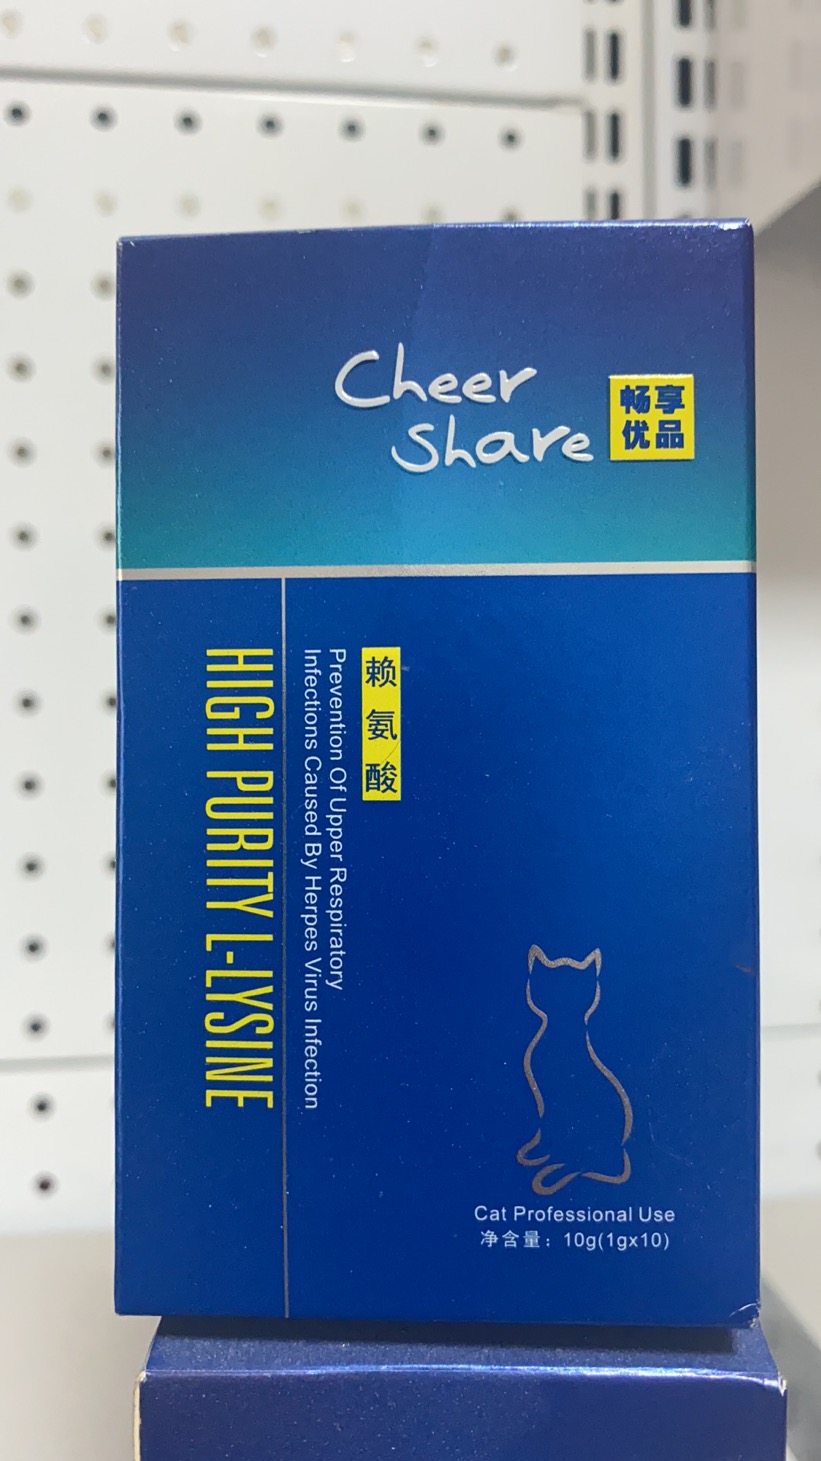 Cheer
Share
畅享
优品
赖氨酸
Prevention Of Upper Respiratory
Infections Caused By Herpes Virus Infection
HIGH PURITY L-LYSINE
Cat Professional Use
净含量：10g(1gx10)